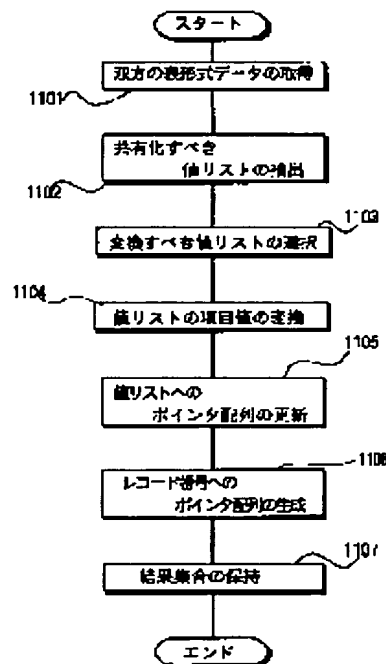 スタート
双方の表形式データの取得
1101
共有化すべき
値リストの抽出
1102
1103
変換すべき値リストの選択
1104
値リストの項目値の変換
1105
値リストへの
ポインタ配列の更新
1106
レコード番号への
ポインタ配列の生成
1107
結果集合の保持
エンド